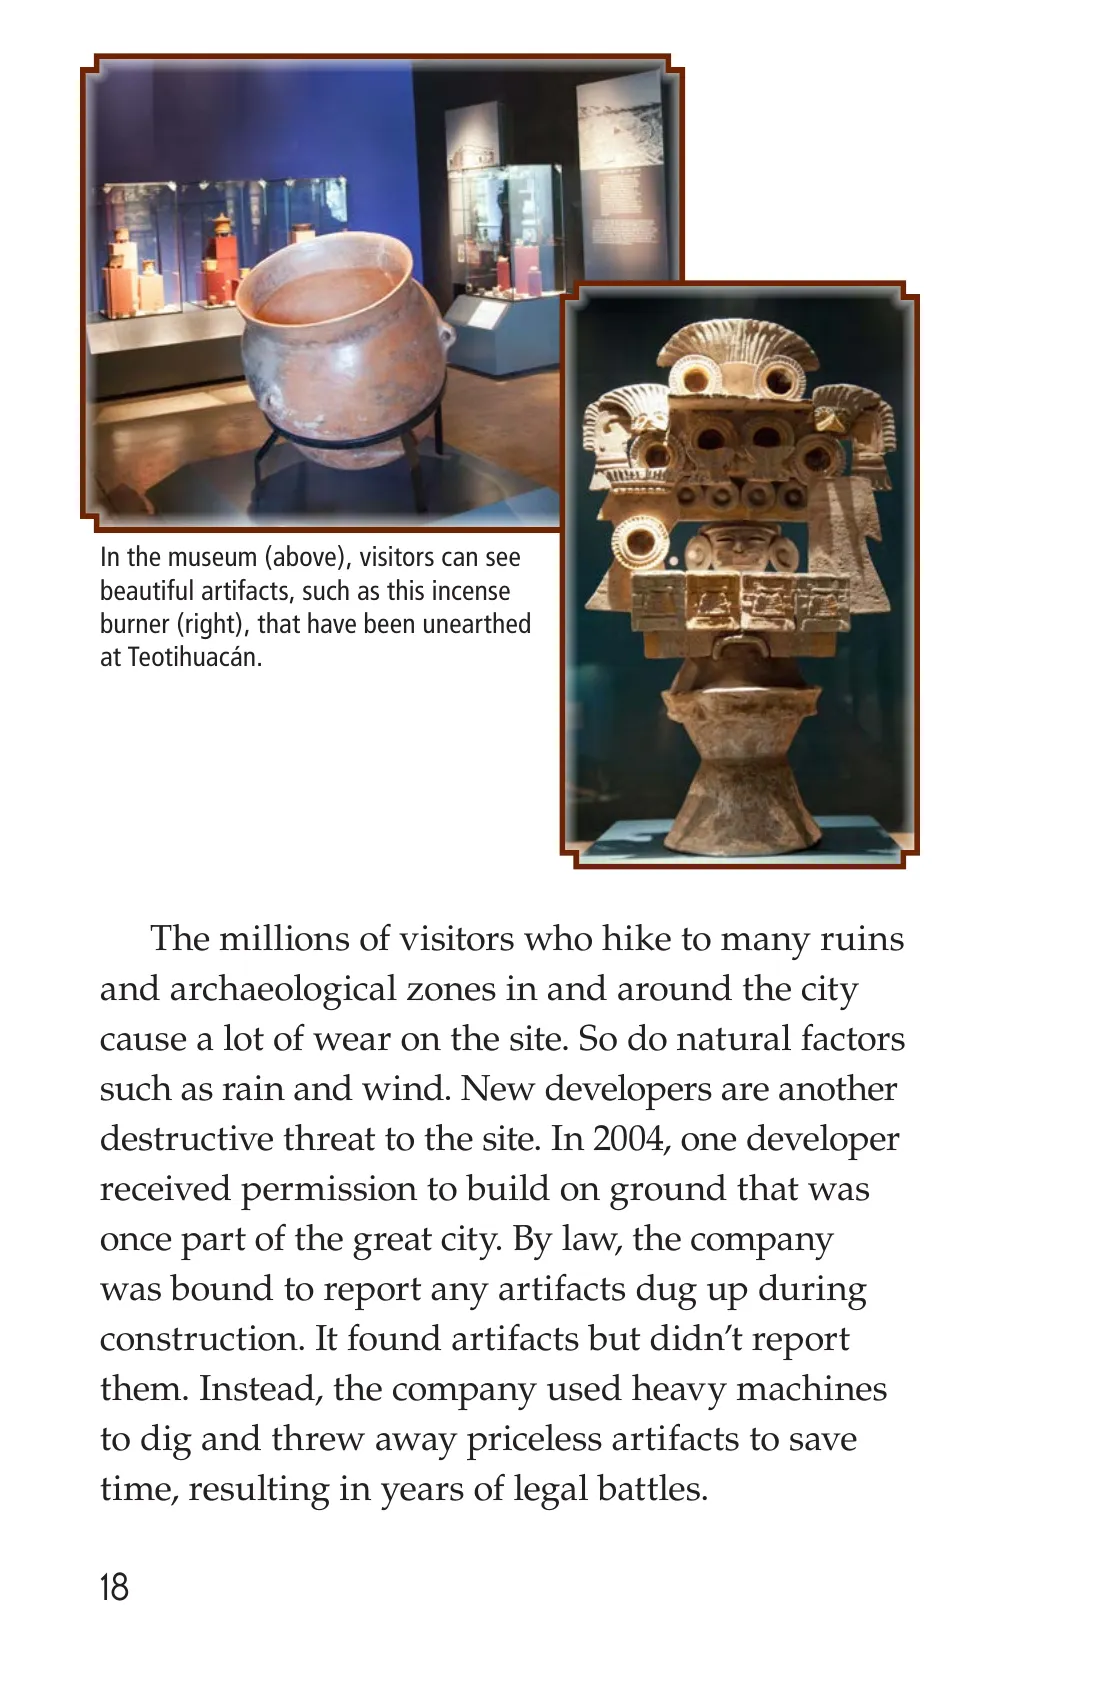 In the museum (above), visitors can see
beautiful artifacts, such as this incense
burner (right), that have been unearthed
at Teotihuacán.
The millions of visitors who hike to many ruins
and archaeological zones in and around the city
cause a lot of wear on the site. So do natural factors
such as rain and wind. New developers are another
destructive threat to the site. In 2004, one developer
received permission to build on ground that was
once part of the great city. By law, the company
was bound to report any artifacts dug up during
construction. It found artifacts but didn’t report
them. Instead, the company used heavy machines
to dig and threw away priceless artifacts to save
time, resulting in years of legal battles.
18